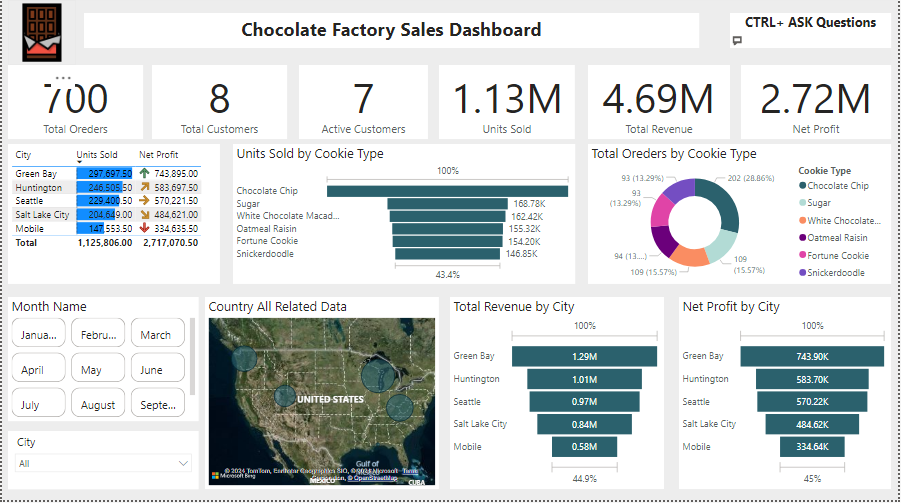 Chocolate Factory Sales Dashboard
CTRL+ ASK Questions
700
Total Oreders
8
Total Customers
7
Active Customers
1.13M
Units Sold
4.69M
Total Revenue
2.72M
Net Profit
City Units Sold Net Profit
Green Bay 297,697.50 743,895.00
Huntington 246,505.50 583,697.50
Seattle 229,400.50 570,221.50
Salt Lake City 204,649.00 484,621.00
Mobile 147,553.50 334,635.50
Total 1,125,806.00 2,717,070.50
Units Sold by Cookie Type
100%
Chocolate Chip
Sugar 168.78K
White Chocolate Macad... 162.42K
Oatmeal Raisin 155.32K
Fortune Cookie 154.20K
Snickerdoodle 146.85K
43.4%
Total Oreders by Cookie Type
93 (13.29%)
202 (28.86%)
93
(13.29%)
94 (13....)
109 (15.57%)
109
(15.57%)
Cookie Type
Chocolate Chip
Sugar
White Chocolate...
Oatmeal Raisin
Fortune Cookie
Snickerdoodle
Month Name
Janua... Febru... March
April May June
July August Septe...
City
All
Country All Related Data
UNITED STATES
Gulf of
MEXICO
CUBA
© 2024 TomTom, Earthstar Geographics SIO, © 2024 Microsoft Corporation, © OpenStreetMap Terms
Microsoft Bing
Total Revenue by City
100%
Green Bay 1.29M
Huntington 1.01M
Seattle 0.97M
Salt Lake City 0.84M
Mobile 0.58M
44.9%
Net Profit by City
100%
Green Bay 743.90K
Huntington 583.70K
Seattle 570.22K
Salt Lake City 484.62K
Mobile 334.64K
45%